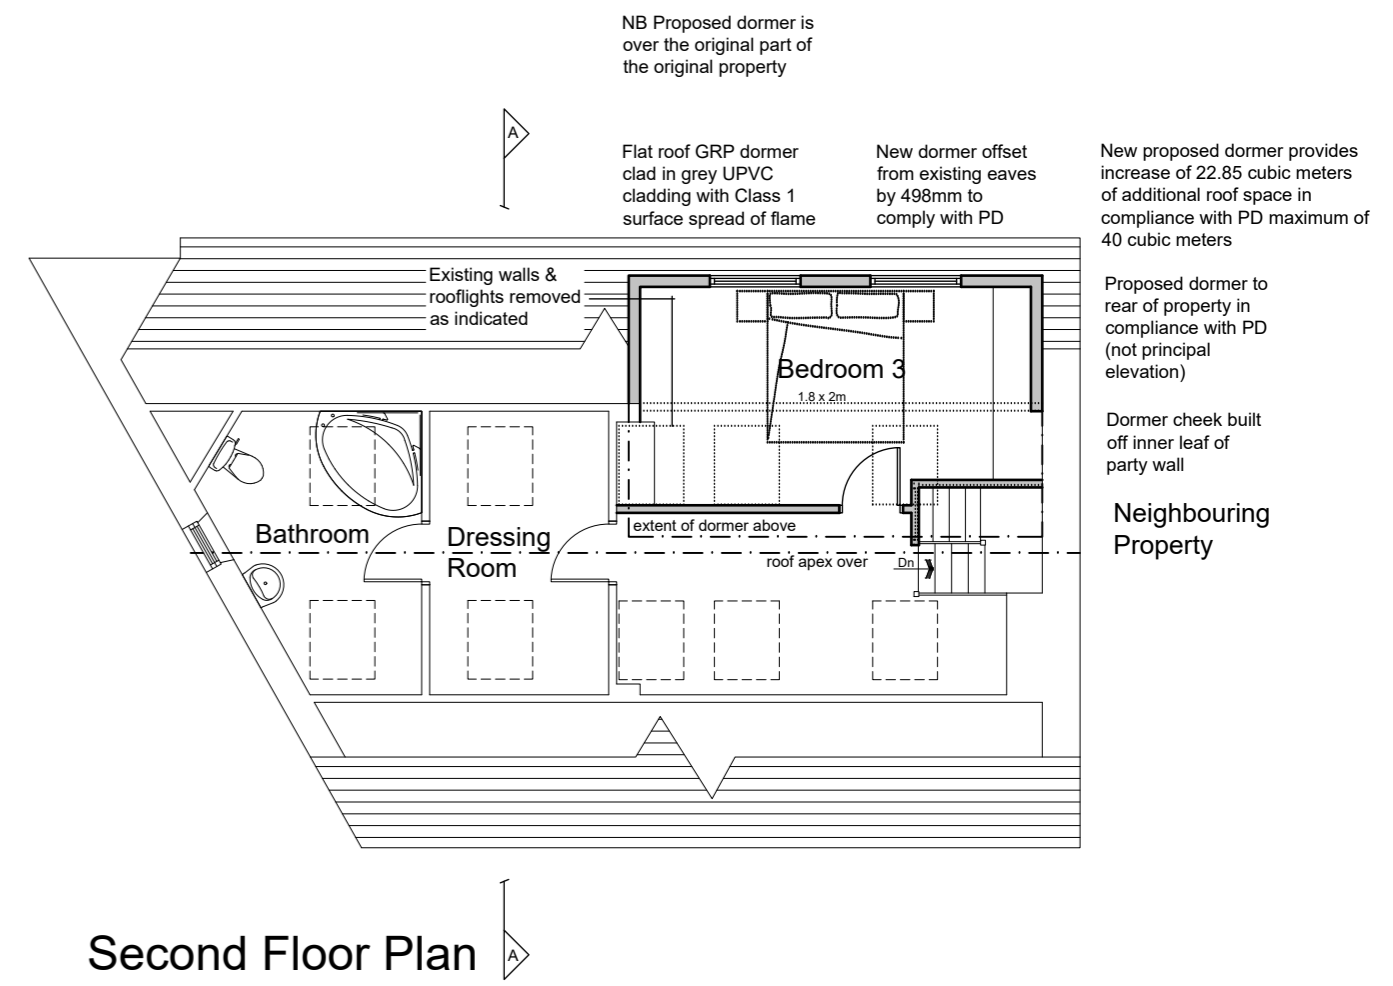 NB Proposed dormer is
over the original part of
the original property
A
Flat roof GRP dormer
clad in grey UPVC
cladding with Class 1
surface spread of flame
New dormer offset
from existing eaves
by 498mm to
comply with PD
New proposed dormer provides
increase of 22.85 cubic meters
of additional roof space in
compliance with PD maximum of
40 cubic meters
Existing walls &
rooflights removed
as indicated
Proposed dormer to
rear of property in
compliance with PD
(not principal
elevation)
Bedroom 3
1.8 x 2m
Dormer cheek built
off inner leaf of
party wall
Neighbouring
Property
Bathroom
Dressing
Room
extent of dormer above
roof apex over
Dn
Second Floor Plan
A